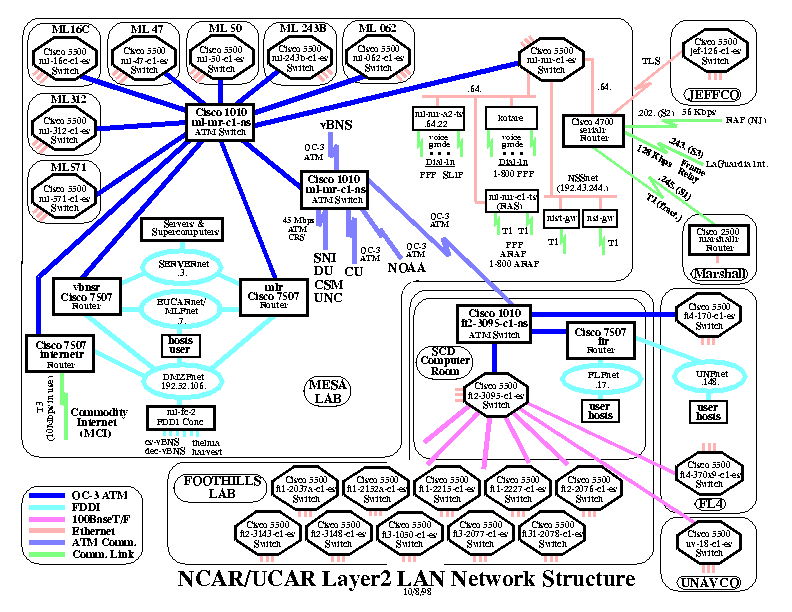 ML16C
Cisco 5500
ml-16c-c1-es
Switch
ML 47
Cisco 5500
ml-47-c1-es
Switch
ML 50
Cisco 5500
ml-50-c1-es
Switch
ML 243B
Cisco 5500
ml-243b-c1-es
Switch
ML 062
Cisco 5500
ml-062-c1-es
Switch
Cisco 5500
ml-mr-c1-es
Switch
Cisco 5500
jef-126-c1-es
Switch
JEFFCO
TLS
ML312
Cisco 5500
ml-312-c1-es
Switch
ML571
Cisco 5500
ml-571-c1-es
Switch
Cisco 1010
ml-mr-c1-ns
ATM Switch
vBNS
OC-3
ATM
Cisco 1010
ml-mr-c1-ns
ATM Switch
.64.
.64.
ml-mr-a2-ts
.64.22
kotare
Cisco 4700
serialr
Router
voice
grade
Dial-In
PPP SLIP
voice
grade
Dial-In
1-800 PPP
.202. (S2)
56 Kbps
RAF (NJ)
.243. (S3)
128 Kbps
Frame
Relay
LaGuardia Int.
.245. (S1)
T1 (frac.)
NSSnet
(192.43.244.)
ml-mr-c1-ts
(RAS)
nist-gw
nsi-gw
T1 T1
PPP
ARAP
1-800 ARAP
T1
T1
Cisco 2500
marshallr
Router
(Marshall)
45 Mbps
ATM
CRS
SNI
DU
CSM
UNC
CU
OC-3
ATM
OC-3
ATM
NOAA
OC-3
ATM
Servers &
Supercomputers
SERVERnet
.3.
vbnsr
Cisco 7507
Router
mlr
Cisco 7507
Router
EUCARnet/
MLFnet
.7.
hosts
user
Cisco 7507
internetr
Router
DMZFnet
192.52.106.
ml-fc-2
FDDI Conc
cs-vBNS
dec-vBNS
thelma
harvest
T3
(10Mbps in use)
Commodity
Internet
(MCI)
MESA
LAB
Cisco 1010
fl2-3095-c1-ns
ATM Switch
SCD
Computer
Room
Cisco 7507
flr
Router
FLFnet
.17.
user
hosts
Cisco 5500
fl2-3095-c1-es
Switch
Cisco 5500
fl4-170-c1-es
Switch
UNFnet
.148.
user
hosts
Cisco 5500
fl4-370a9-c1-es
Switch
FL4
Cisco 5500
uv-18-c1-es
Switch
UNAVCO
FOOTHILLS
LAB
Cisco 5500
fl1-2037a-c1-es
Switch
Cisco 5500
fl1-2152a-c1-es
Switch
Cisco 5500
fl1-2215-c1-es
Switch
Cisco 5500
fl1-2227-c1-es
Switch
Cisco 5500
fl2-2076-c1-es
Switch
Cisco 5500
fl2-3143-c1-es
Switch
Cisco 5500
fl2-3148-c1-es
Switch
Cisco 5500
fl3-1050-c1-es
Switch
Cisco 5500
fl3-2077-c1-es
Switch
Cisco 5500
fl31-2078-c1-es
Switch
OC-3 ATM
FDDI
100BaseT/F
Ethernet
ATM Comm.
Comm. Link
NCAR/UCAR Layer2 LAN Network Structure
10/8/98